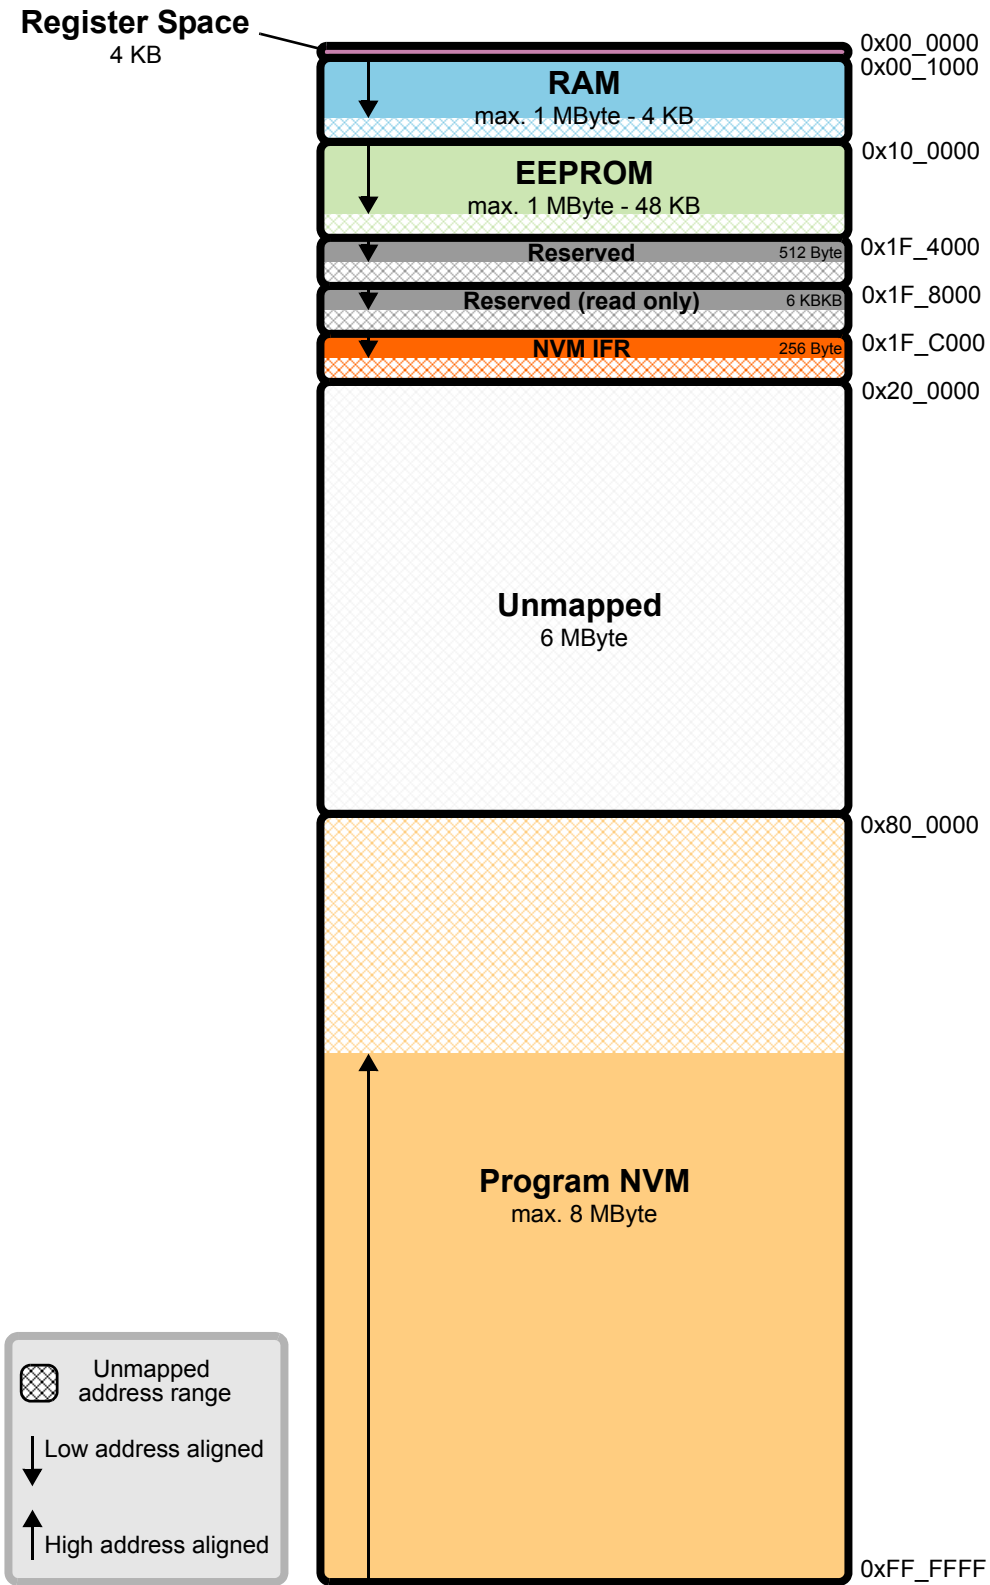 Register Space
4 KB
0x00_0000
0x00_1000
RAM
max. 1 MByte - 4 KB
0x10_0000
EEPROM
max. 1 MByte - 48 KB
0x1F_4000
Reserved
512 Byte
0x1F_8000
Reserved (read only)
6 KBKB
0x1F_C000
NVM IFR
256 Byte
0x20_0000
Unmapped
6 MByte
0x80_0000
Program NVM
max. 8 MByte
Unmapped
address range
Low address aligned
High address aligned
0xFF_FFFF